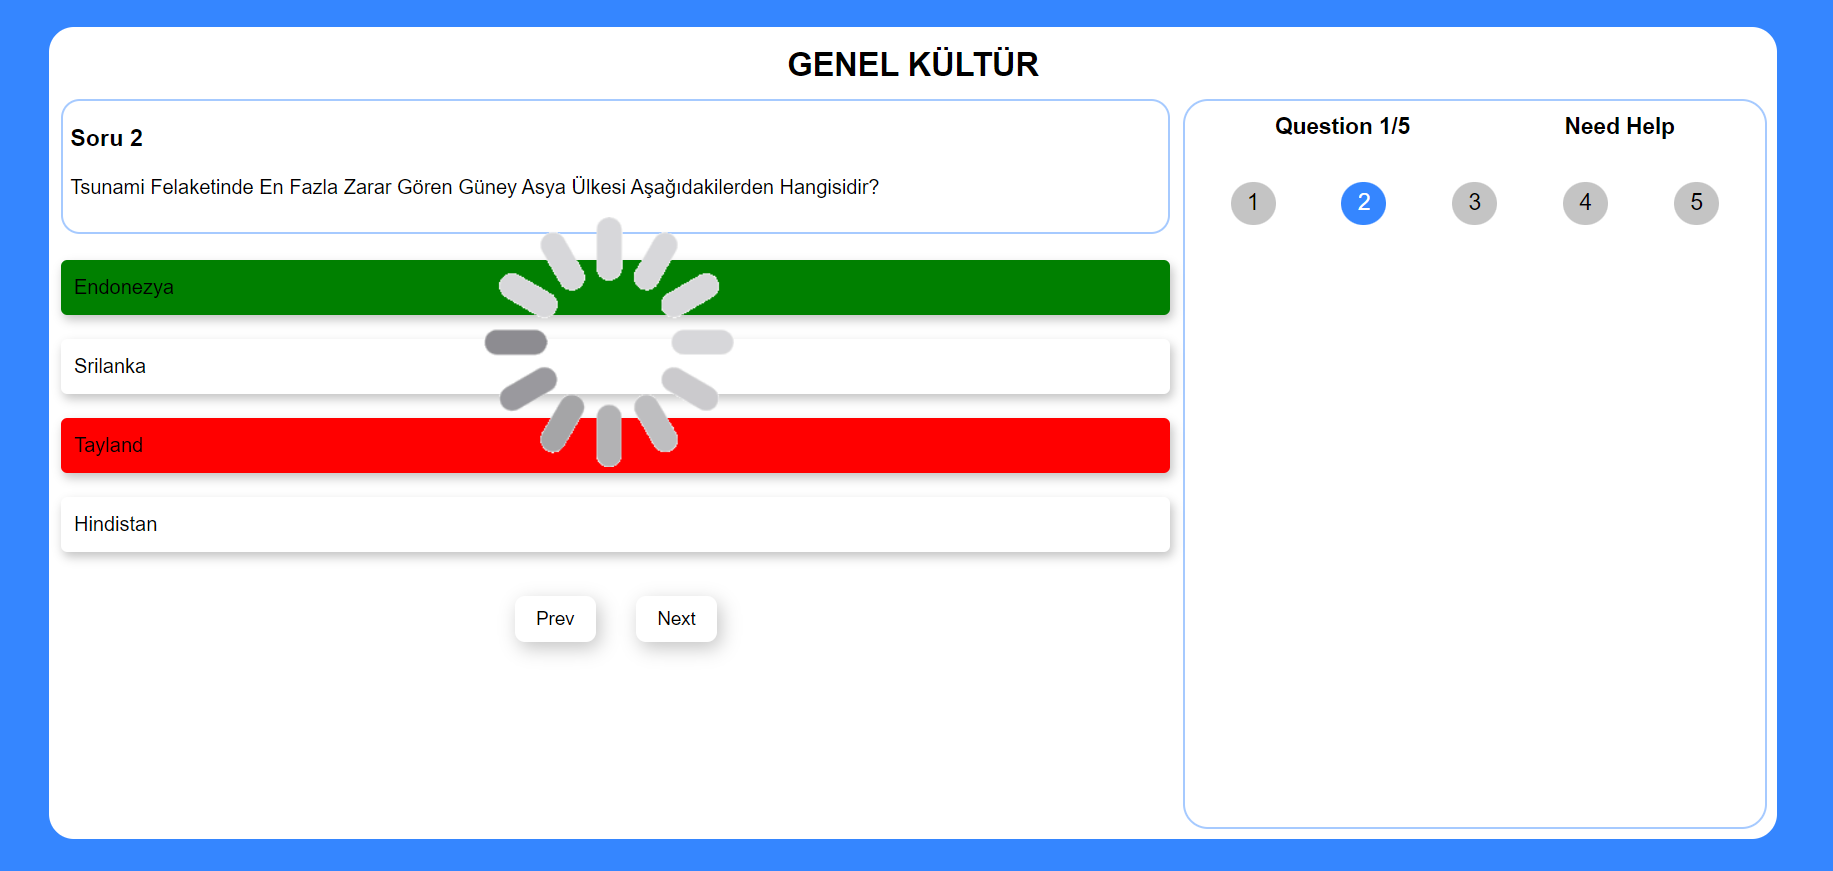 GENEL KÜLTÜR
Soru 2
Tsunami Felaketinde En Fazla Zarar Gören Güney Asya Ülkesi Aşağıdakilerden Hangisidir?
Endonezya
Srilanka
Tayland
Hindistan
Prev Next
Question 1/5 Need Help
1 2 3 4 5